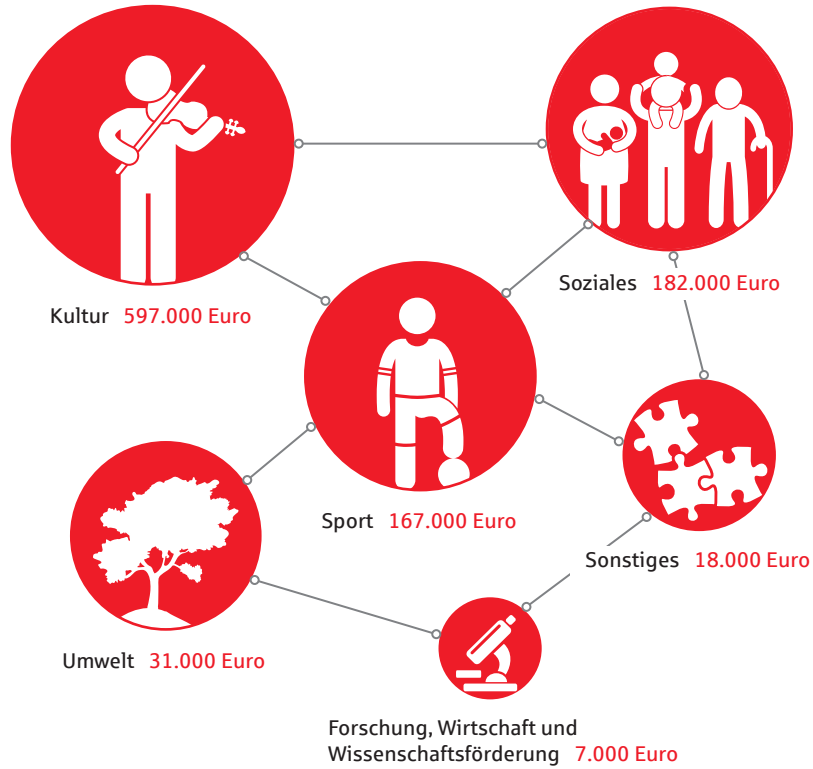 Kultur 597.000 Euro
Soziales 182.000 Euro
Sport 167.000 Euro
Sonstiges 18.000 Euro
Umwelt 31.000 Euro
Forschung, Wirtschaft und
Wissenschaftsförderung 7.000 Euro